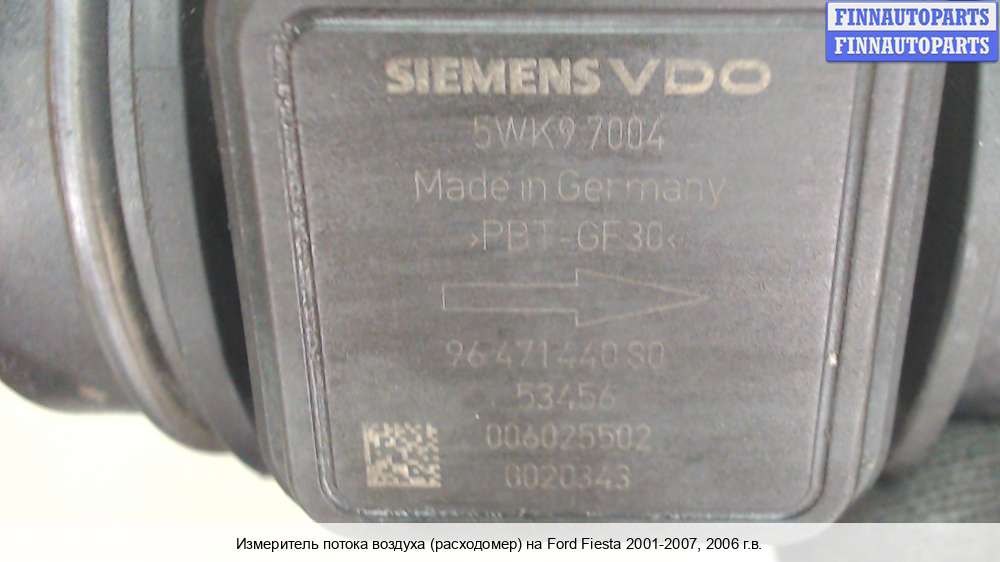 FINNAUTOPARTS
FINNAUTOPARTS
SIEMENS VDO
5WK9 7004
Made in Germany
›PBT-GF30‹
96 471 440 80
53456
006025502
0020343
Измеритель потока воздуха (расходомер) на Ford Fiesta 2001-2007, 2006 г.в.